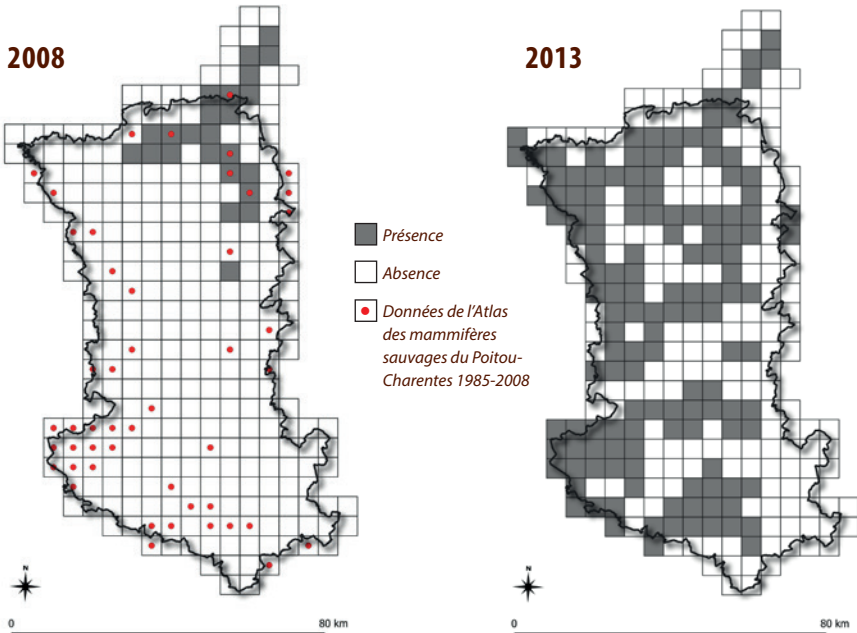 2008
2013
Présence
Absence
Données de l'Atlas
des mammifères
sauvages du Poitou-
Charentes 1985-2008
N
0
80 km
N
0
80 km